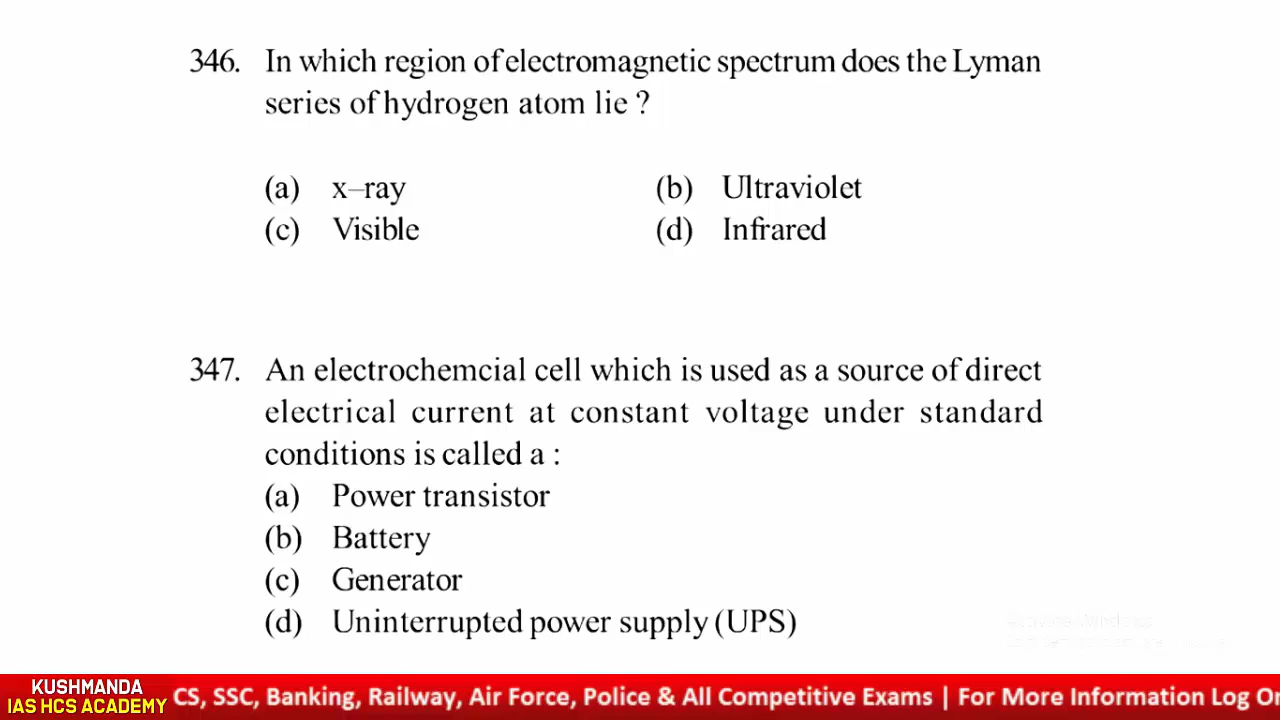 346. In which region of electromagnetic spectrum does the Lyman
series of hydrogen atom lie ?
(a) x–ray (b) Ultraviolet
(c) Visible (d) Infrared
347. An electrochemcial cell which is used as a source of direct
electrical current at constant voltage under standard
conditions is called a :
(a) Power transistor
(b) Battery
(c) Generator
(d) Uninterrupted power supply (UPS)
KUSHMANDA
IAS HCS ACADEMY
CS, SSC, Banking, Railway, Air Force, Police & All Competitive Exams | For More Information Log On